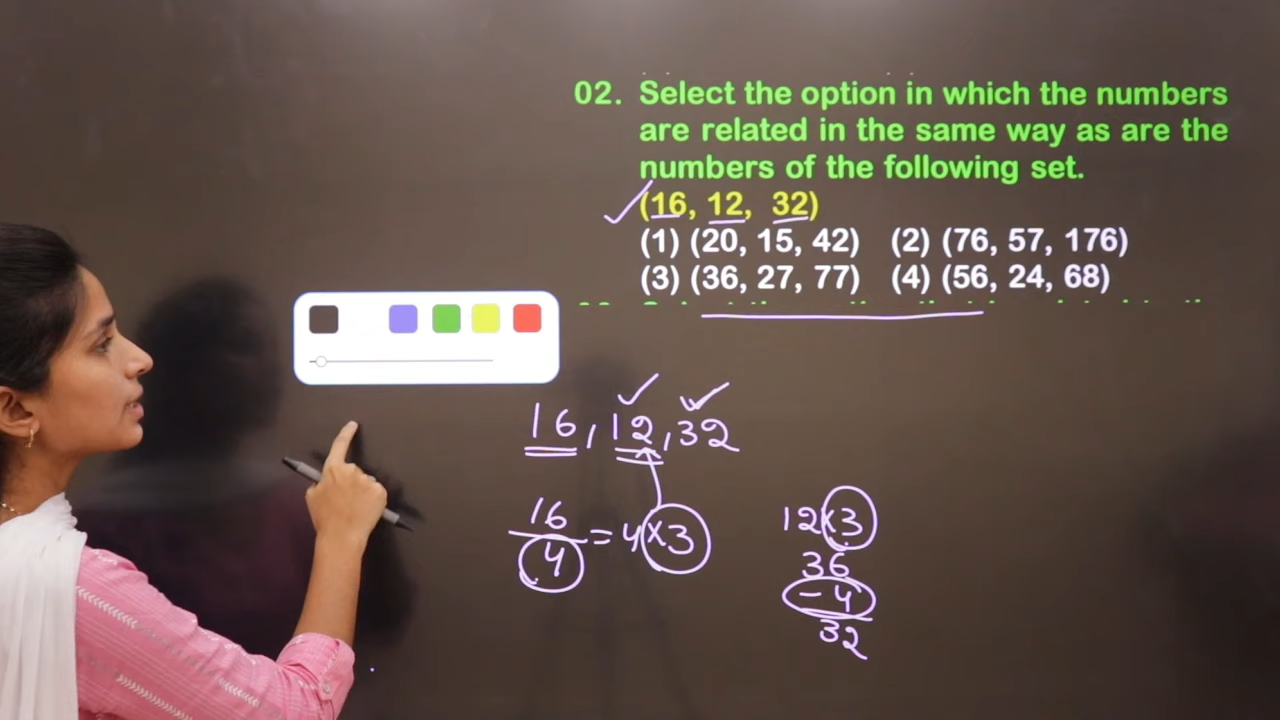 02. Select the option in which the numbers
are related in the same way as are the
numbers of the following set.
(16, 12, 32)
(1) (20, 15, 42) (2) (76, 57, 176)
(3) (36, 27, 77) (4) (56, 24, 68)
16, 12, 32
16
4
= 4 x 3
12 x 3
36
- 4
32